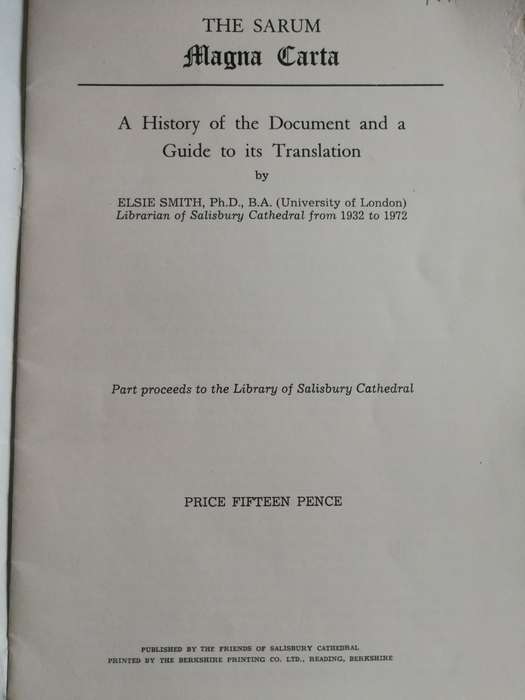 THE SARUM
Magna Carta
A History of the Document and a
Guide to its Translation
by
ELSIE SMITH, Ph.D., B.A. (University of London)
Librarian of Salisbury Cathedral from 1932 to 1972
Part proceeds to the Library of Salisbury Cathedral
PRICE FIFTEEN PENCE
PUBLISHED BY THE FRIENDS OF SALISBURY CATHEDRAL
PRINTED BY THE BERKSHIRE PRINTING CO. LTD., READING, BERKSHIRE